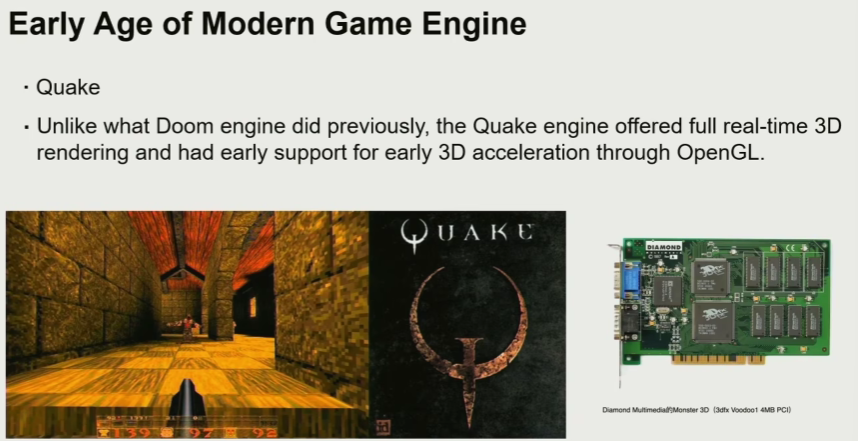 Early Age of Modern Game Engine
· Quake
· Unlike what Doom engine did previously, the Quake engine offered full real-time 3D
rendering and had early support for early 3D acceleration through OpenGL.
QUAKE
DIAMOND
139 97 92
Diamond Multimedia的Monster 3D（3dfx Voodoo1 4MB PCI）